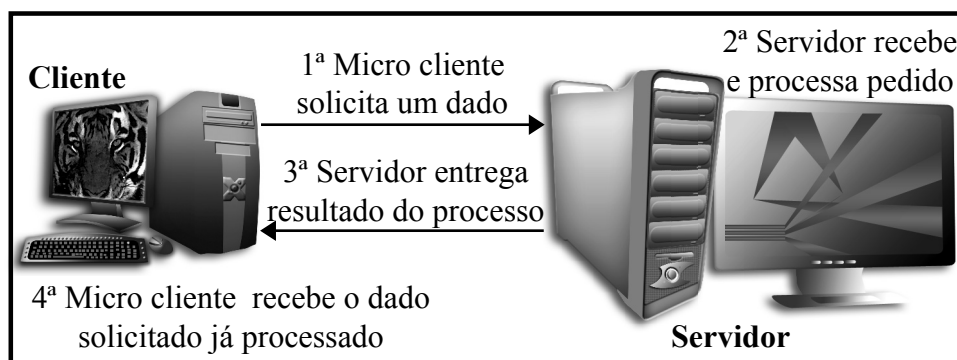 Cliente
1ª Micro cliente
solicita um dado
2ª Servidor recebe
e processa pedido
3ª Servidor entrega
resultado do processo
4ª Micro cliente recebe o dado
solicitado já processado
Servidor